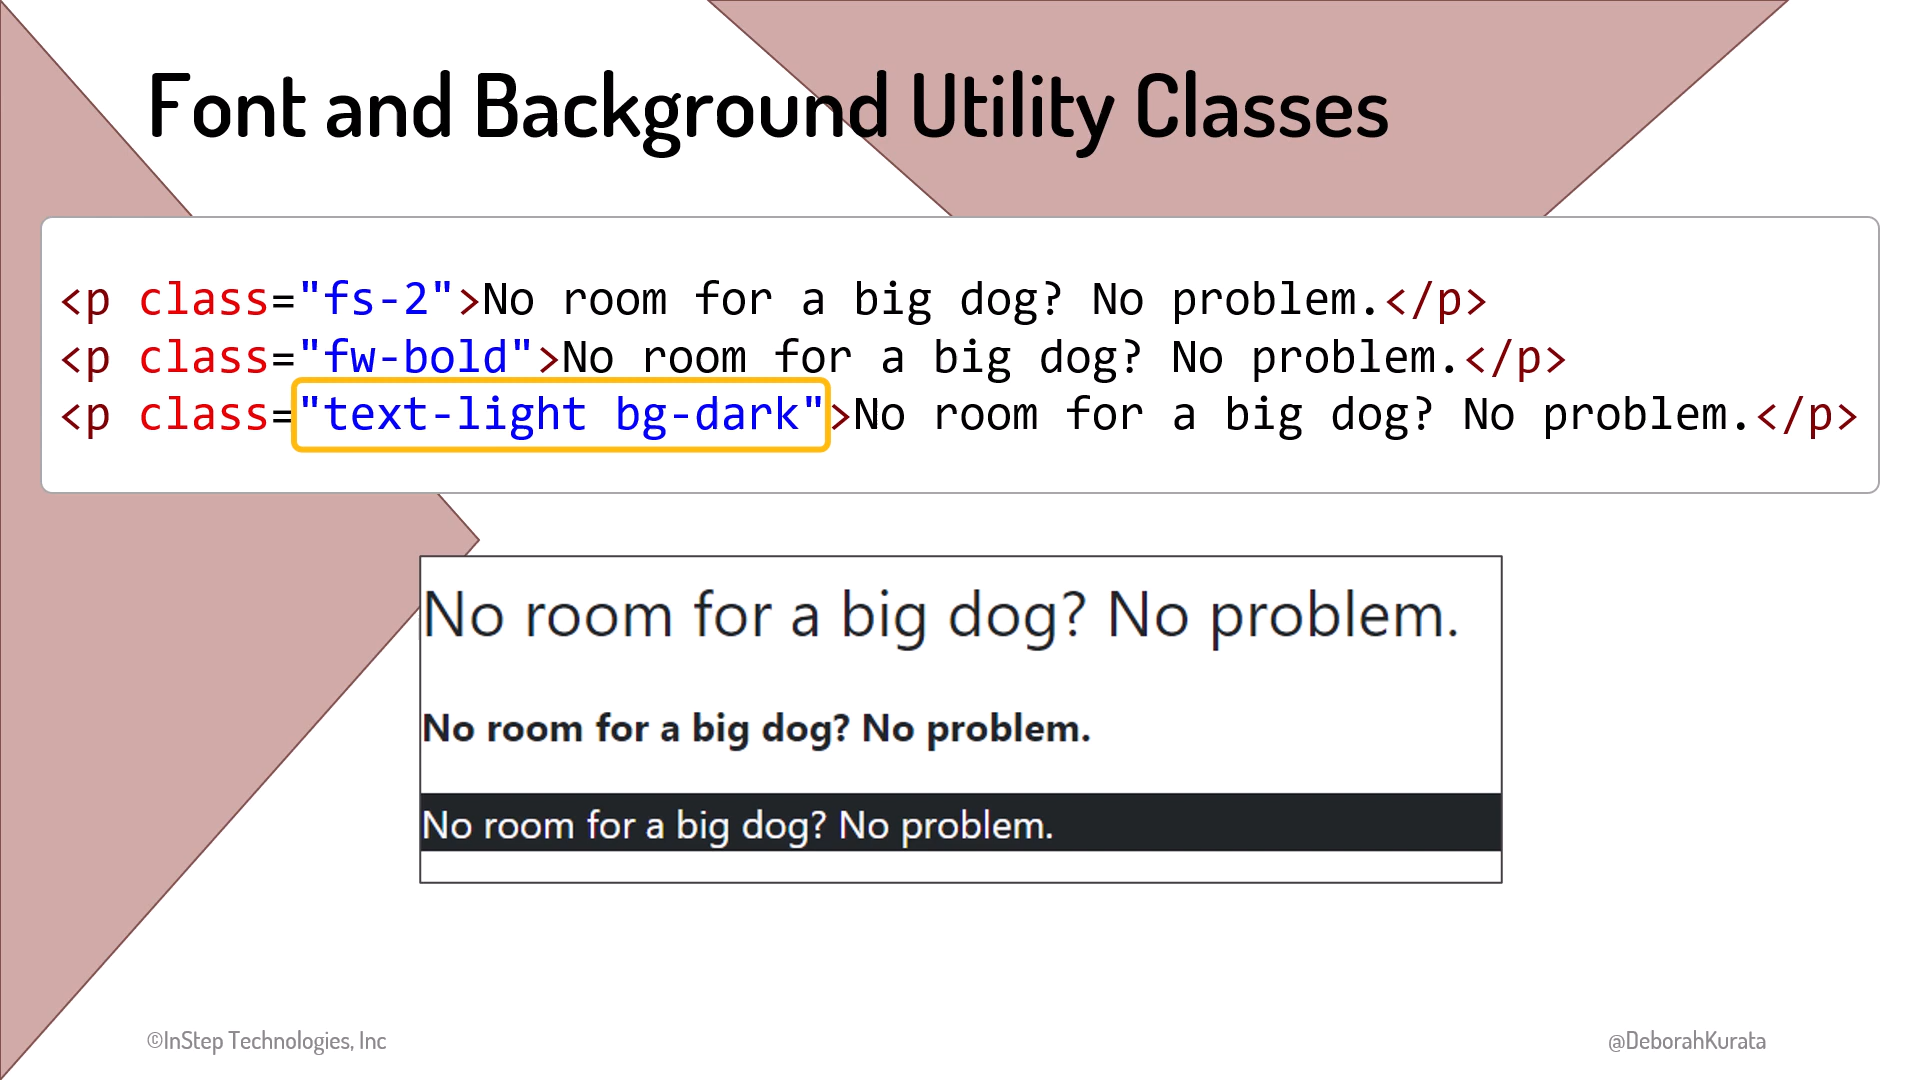 Font and Background Utility Classes
<p class="fs-2">No room for a big dog? No problem.</p>
<p class="fw-bold">No room for a big dog? No problem.</p>
<p class="text-light bg-dark">No room for a big dog? No problem.</p>
No room for a big dog? No problem.
No room for a big dog? No problem.
No room for a big dog? No problem.
©InStep Technologies, Inc
@DeborahKurata